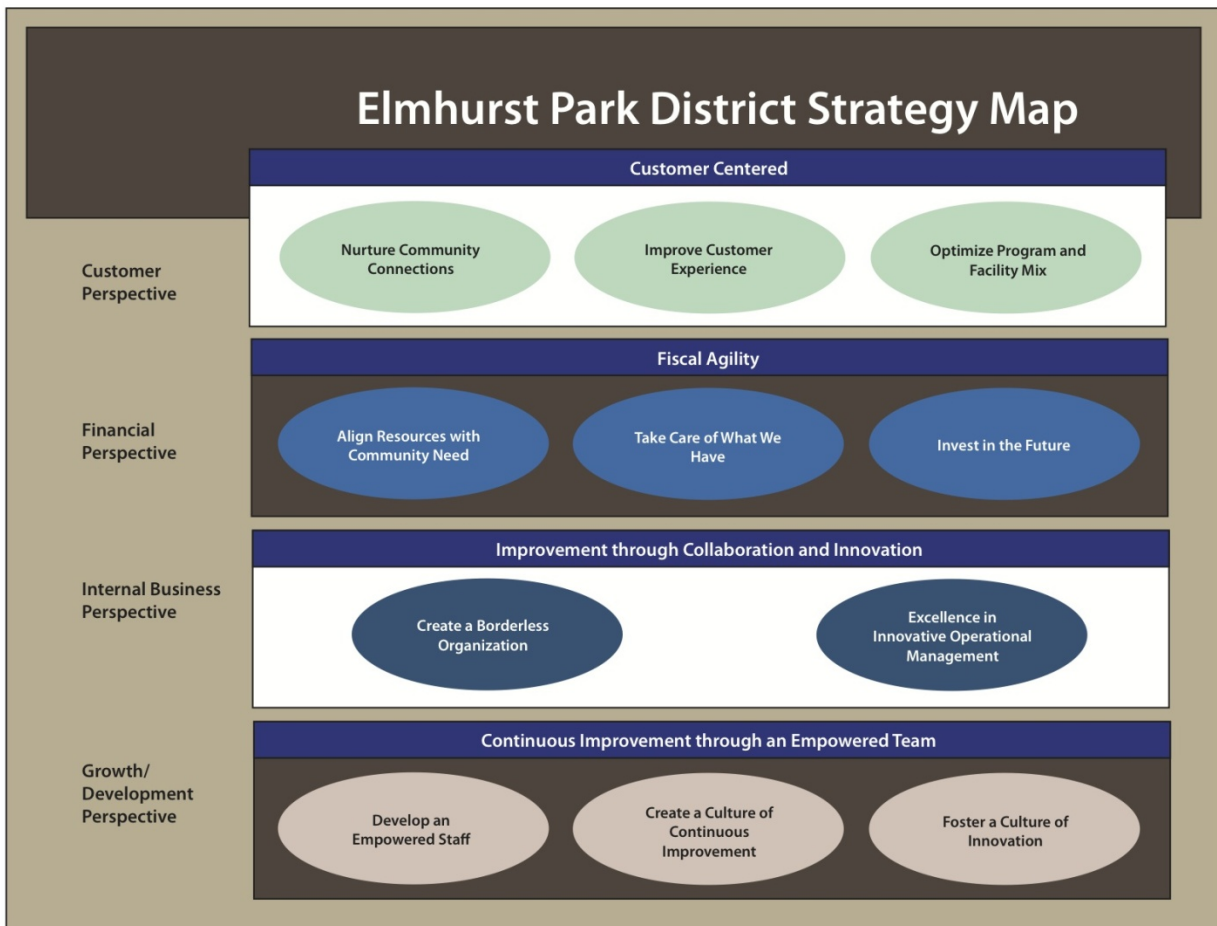 Elmhurst Park District Strategy Map
Customer Centered
Customer
Perspective
Nurture Community
Connections
Improve Customer
Experience
Optimize Program and
Facility Mix
Fiscal Agility
Financial
Perspective
Align Resources with
Community Need
Take Care of What We
Have
Invest in the Future
Improvement through Collaboration and Innovation
Internal Business
Perspective
Create a Borderless
Organization
Excellence in
Innovative Operational
Management
Continuous Improvement through an Empowered Team
Growth/
Development
Perspective
Develop an
Empowered Staff
Create a Culture of
Continuous
Improvement
Foster a Culture of
Innovation